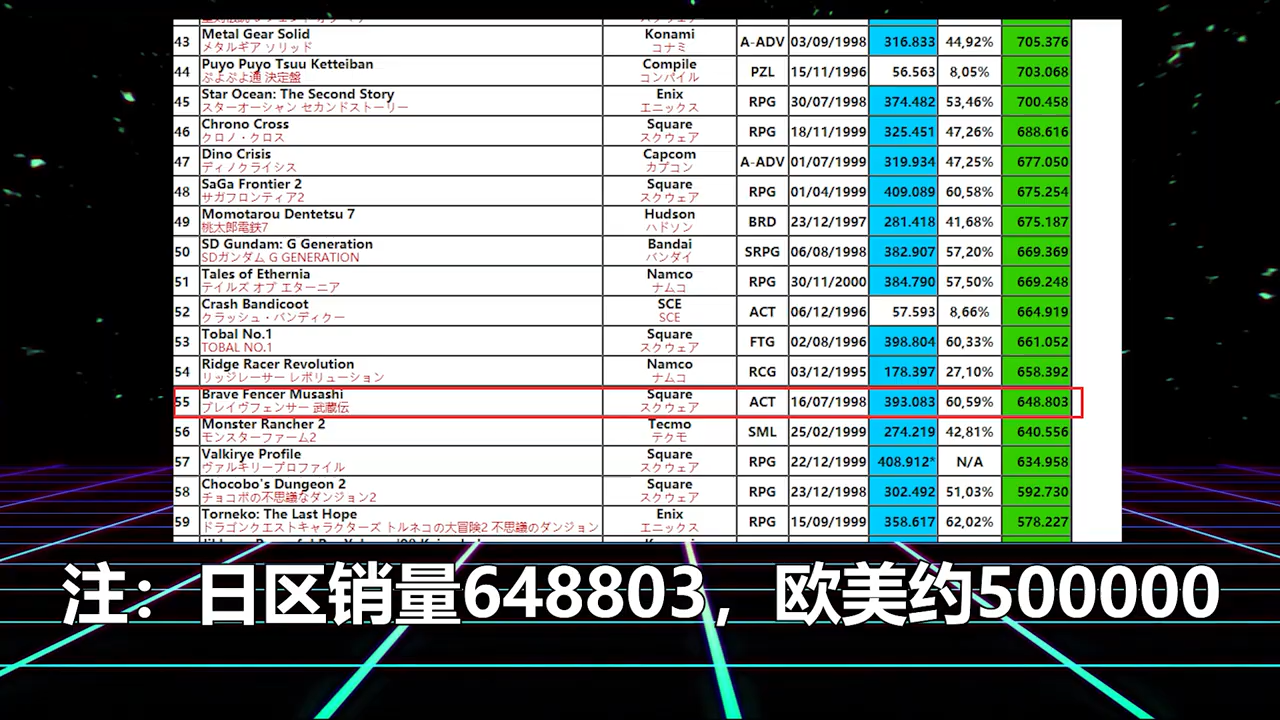 43 Metal Gear Solid Konami A-ADV 03/09/1998 316.833 44,92% 705.376
メタルギア ソリッド コナミ
44 Puyo Puyo Tsuu Ketteiban Compile PZL 15/11/1996 56.563 8,05% 703.068
ぷよぷよ通 決定盤 コンパイル
45 Star Ocean: The Second Story Enix RPG 30/07/1998 374.482 53,46% 700.458
スターオーシャン セカンドストーリー エニックス
46 Chrono Cross Square RPG 18/11/1999 325.451 47,26% 688.616
クロノ・クロス スクウェア
47 Dino Crisis Capcom A-ADV 01/07/1999 319.934 47,25% 677.050
ディノクライシス カプコン
48 SaGa Frontier 2 Square RPG 01/04/1999 409.089 60,58% 675.254
サガフロンティア2 スクウェア
49 Momotarou Dentetsu 7 Hudson BRD 23/12/1997 281.418 41,68% 675.187
桃太郎電鉄7 ハドソン
50 SD Gundam: G Generation Bandai SRPG 06/08/1998 382.907 57,20% 669.369
SDガンダム G GENERATION バンダイ
51 Tales of Ethernia Namco RPG 30/11/2000 384.790 57,50% 669.248
テイルズ オブ エターニア ナムコ
52 Crash Bandicoot SCE ACT 06/12/1996 57.593 8,66% 664.919
クラッシュ・バンディクー SCE
53 Tobal No.1 Square FTG 02/08/1996 398.804 60,33% 661.052
TOBAL NO.1 スクウェア
54 Ridge Racer Revolution Namco RCG 03/12/1995 178.397 27,10% 658.392
リッジレーサー レボリューション ナムコ
55 Brave Fencer Musashi Square ACT 16/07/1998 393.083 60,59% 648.803
ブレイヴフェンサー 武蔵伝 スクウェア
56 Monster Rancher 2 Tecmo SML 25/02/1999 274.219 42,81% 640.556
モンスターファーム2 テクモ
57 Valkirye Profile Square RPG 22/12/1999 408.912* N/A 634.958
ヴァルキリープロファイル スクウェア
58 Chocobo's Dungeon 2 Square RPG 23/12/1998 302.492 51,03% 592.730
チョコボの不思議なダンジョン2 スクウェア
59 Torneko: The Last Hope Enix RPG 15/09/1999 358.617 62,02% 578.227
ドラゴンクエストキャラクターズ トルネコの大冒険2 不思議のダンジョン エニックス
注：日区销量648803，欧美约500000